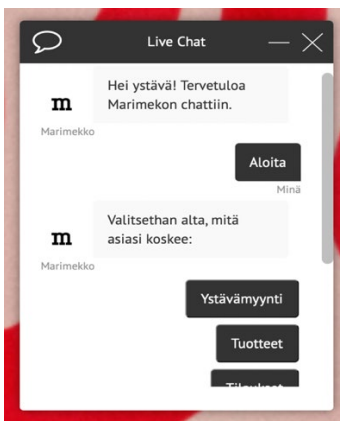 Live Chat
Hei ystävä! Tervetuloa
Marimekon chattiin.
m
Marimekko
Aloita
Minä
Valitsethan alta, mitä
asiasi koskee:
m
Marimekko
Ystävämyynti
Tuotteet